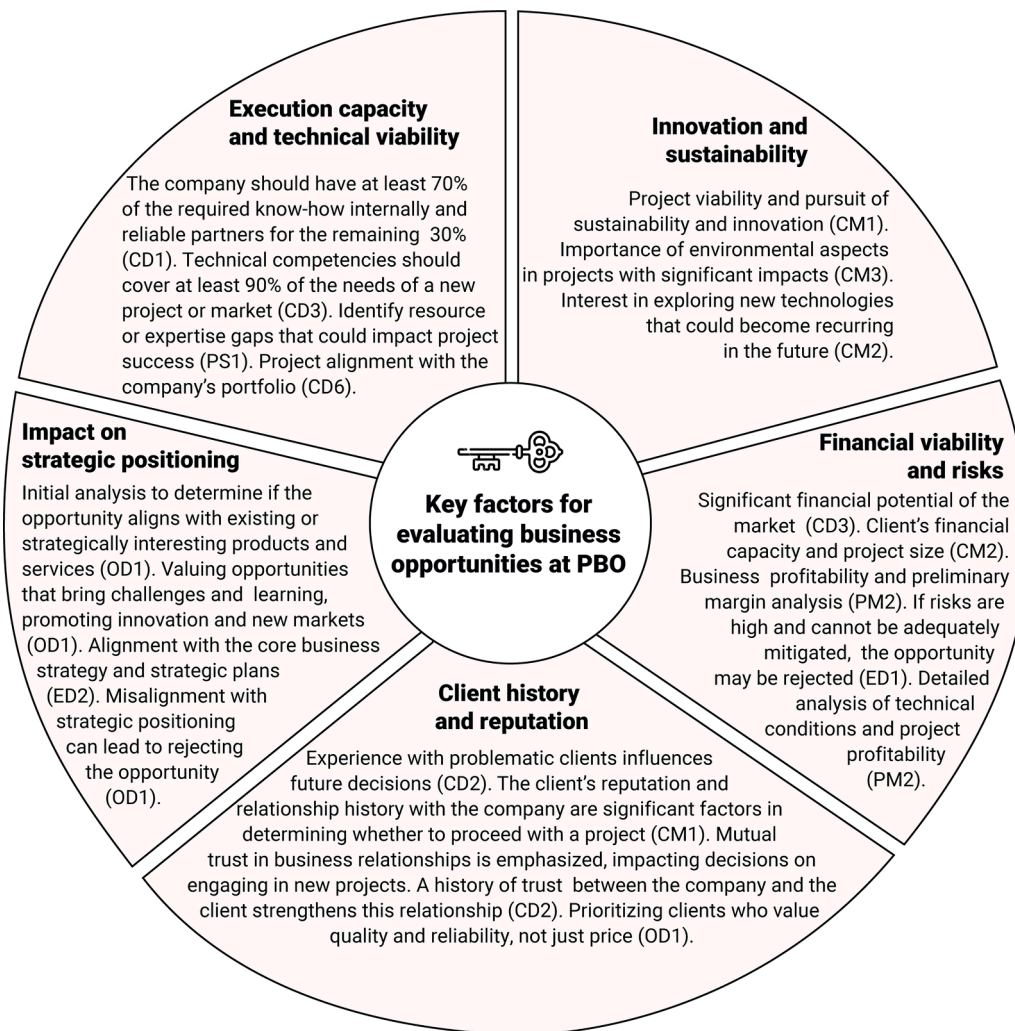 Execution capacity
and technical viability
The company should have at least 70%
of the required know-how internally and
reliable partners for the remaining 30%
(CD1). Technical competencies should
cover at least 90% of the needs of a new
project or market (CD3). Identify resource
or expertise gaps that could impact project
success (PS1). Project alignment with the
company's portfolio (CD6).
Innovation and
sustainability
Project viability and pursuit of
sustainability and innovation (CM1).
Importance of environmental aspects
in projects with significant impacts (CM3).
Interest in exploring new technologies
that could become recurring
in the future (CM2).
Impact on
strategic positioning
Initial analysis to determine if the
opportunity aligns with existing or
strategically interesting products and
services (OD1). Valuing opportunities
that bring challenges and learning,
promoting innovation and new markets
(OD1). Alignment with the core business
strategy and strategic plans
(ED2). Misalignment with
strategic positioning
can lead to rejecting
the opportunity
(OD1).
Key factors for
evaluating business
opportunities at PBO
Financial viability
and risks
Significant financial potential of the
market (CD3). Client's financial
capacity and project size (CM2).
Business profitability and preliminary
margin analysis (PM2). If risks are
high and cannot be adequately
mitigated, the opportunity
may be rejected (ED1). Detailed
analysis of technical
conditions and project
profitability
(PM2).
Client history
and reputation
Experience with problematic clients influences
future decisions (CD2). The client's reputation and
relationship history with the company are significant factors in
determining whether to proceed with a project (CM1). Mutual
trust in business relationships is emphasized, impacting decisions on
engaging in new projects. A history of trust between the company and the
client strengthens this relationship (CD2). Prioritizing clients who value
quality and reliability, not just price (OD1).